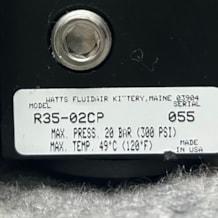 WATTS FLUIDAIR KITTERY, MAINE 03904
MODEL SERIAL
R35-02CP 055
MAX. PRESS. 20 BAR (300 PSI)
MAX. TEMP. 49°C (120°F) MADE IN USA